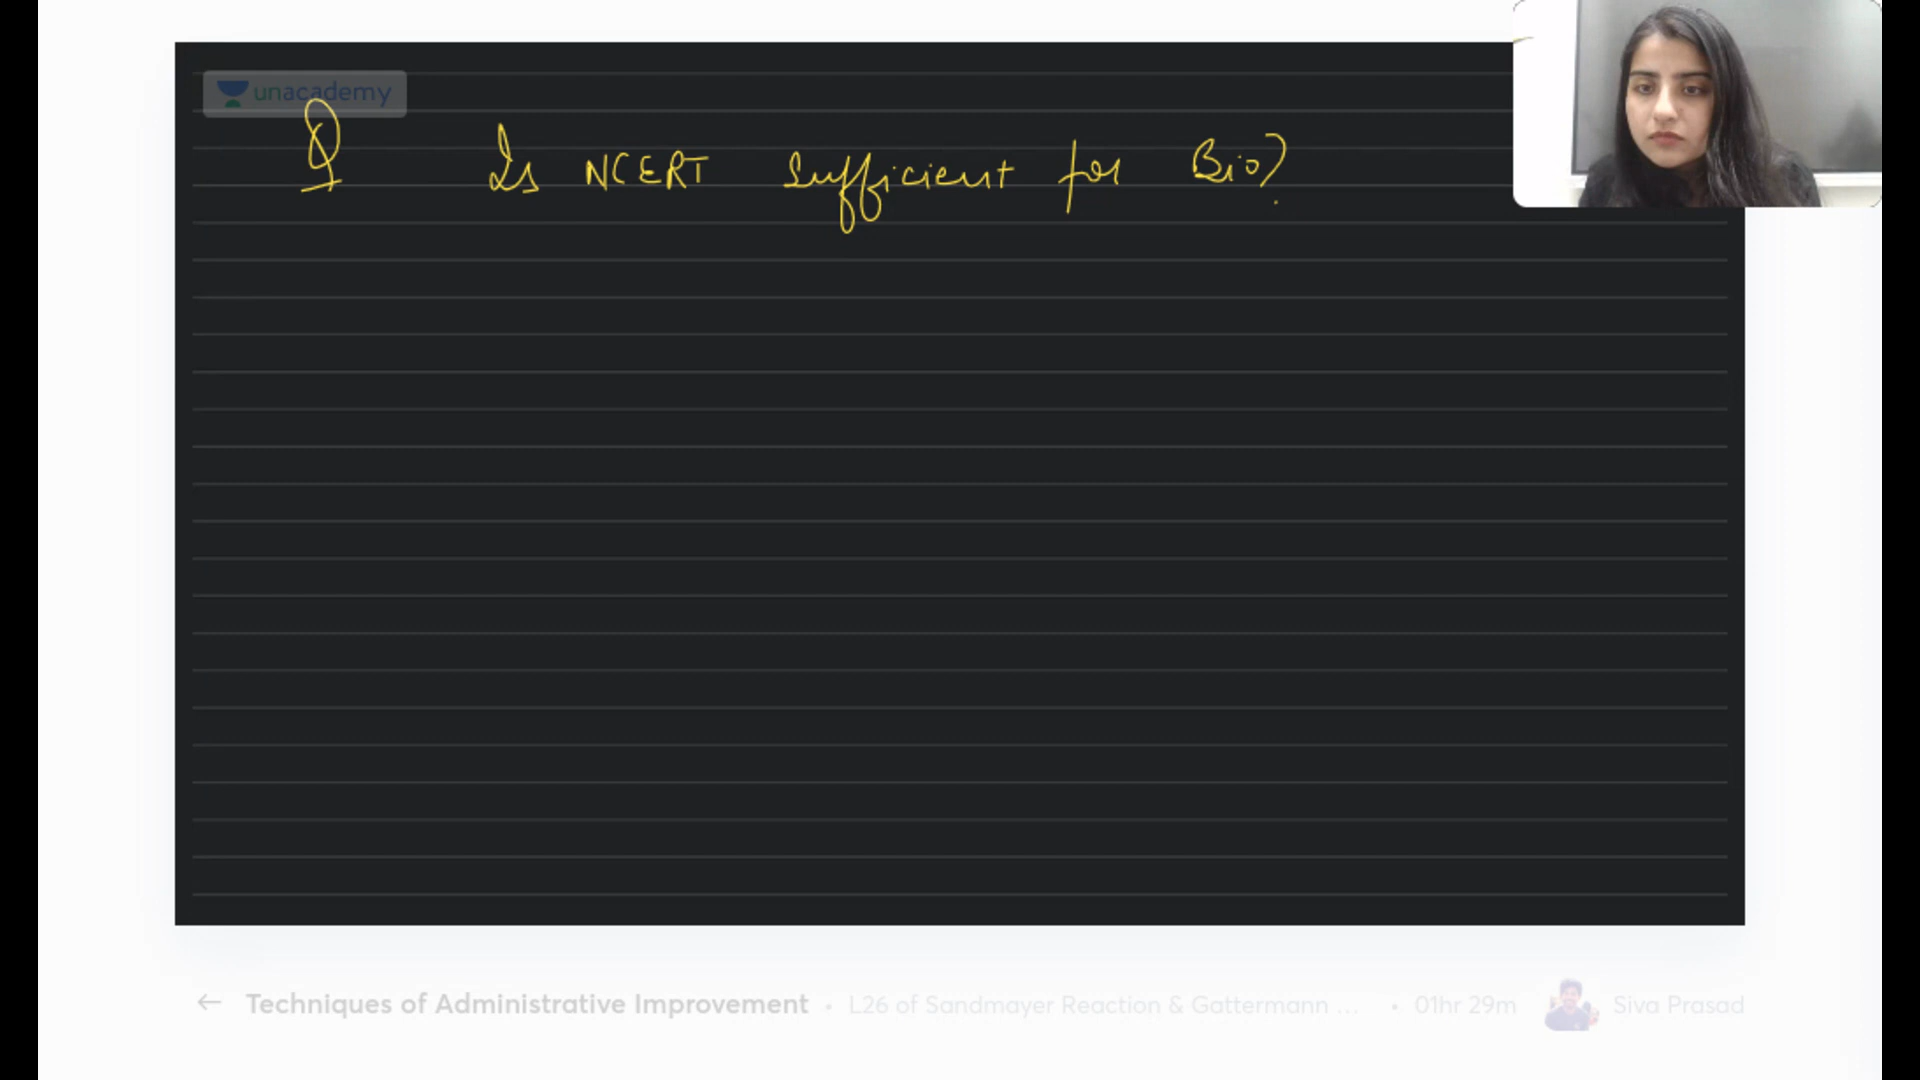 unacademy
Q Is NCERT Sufficient for Bio?
← Techniques of Administrative Improvement • L26 of Sandmayer Reaction & Gattermann ... • 01hr 29m Siva Prasad